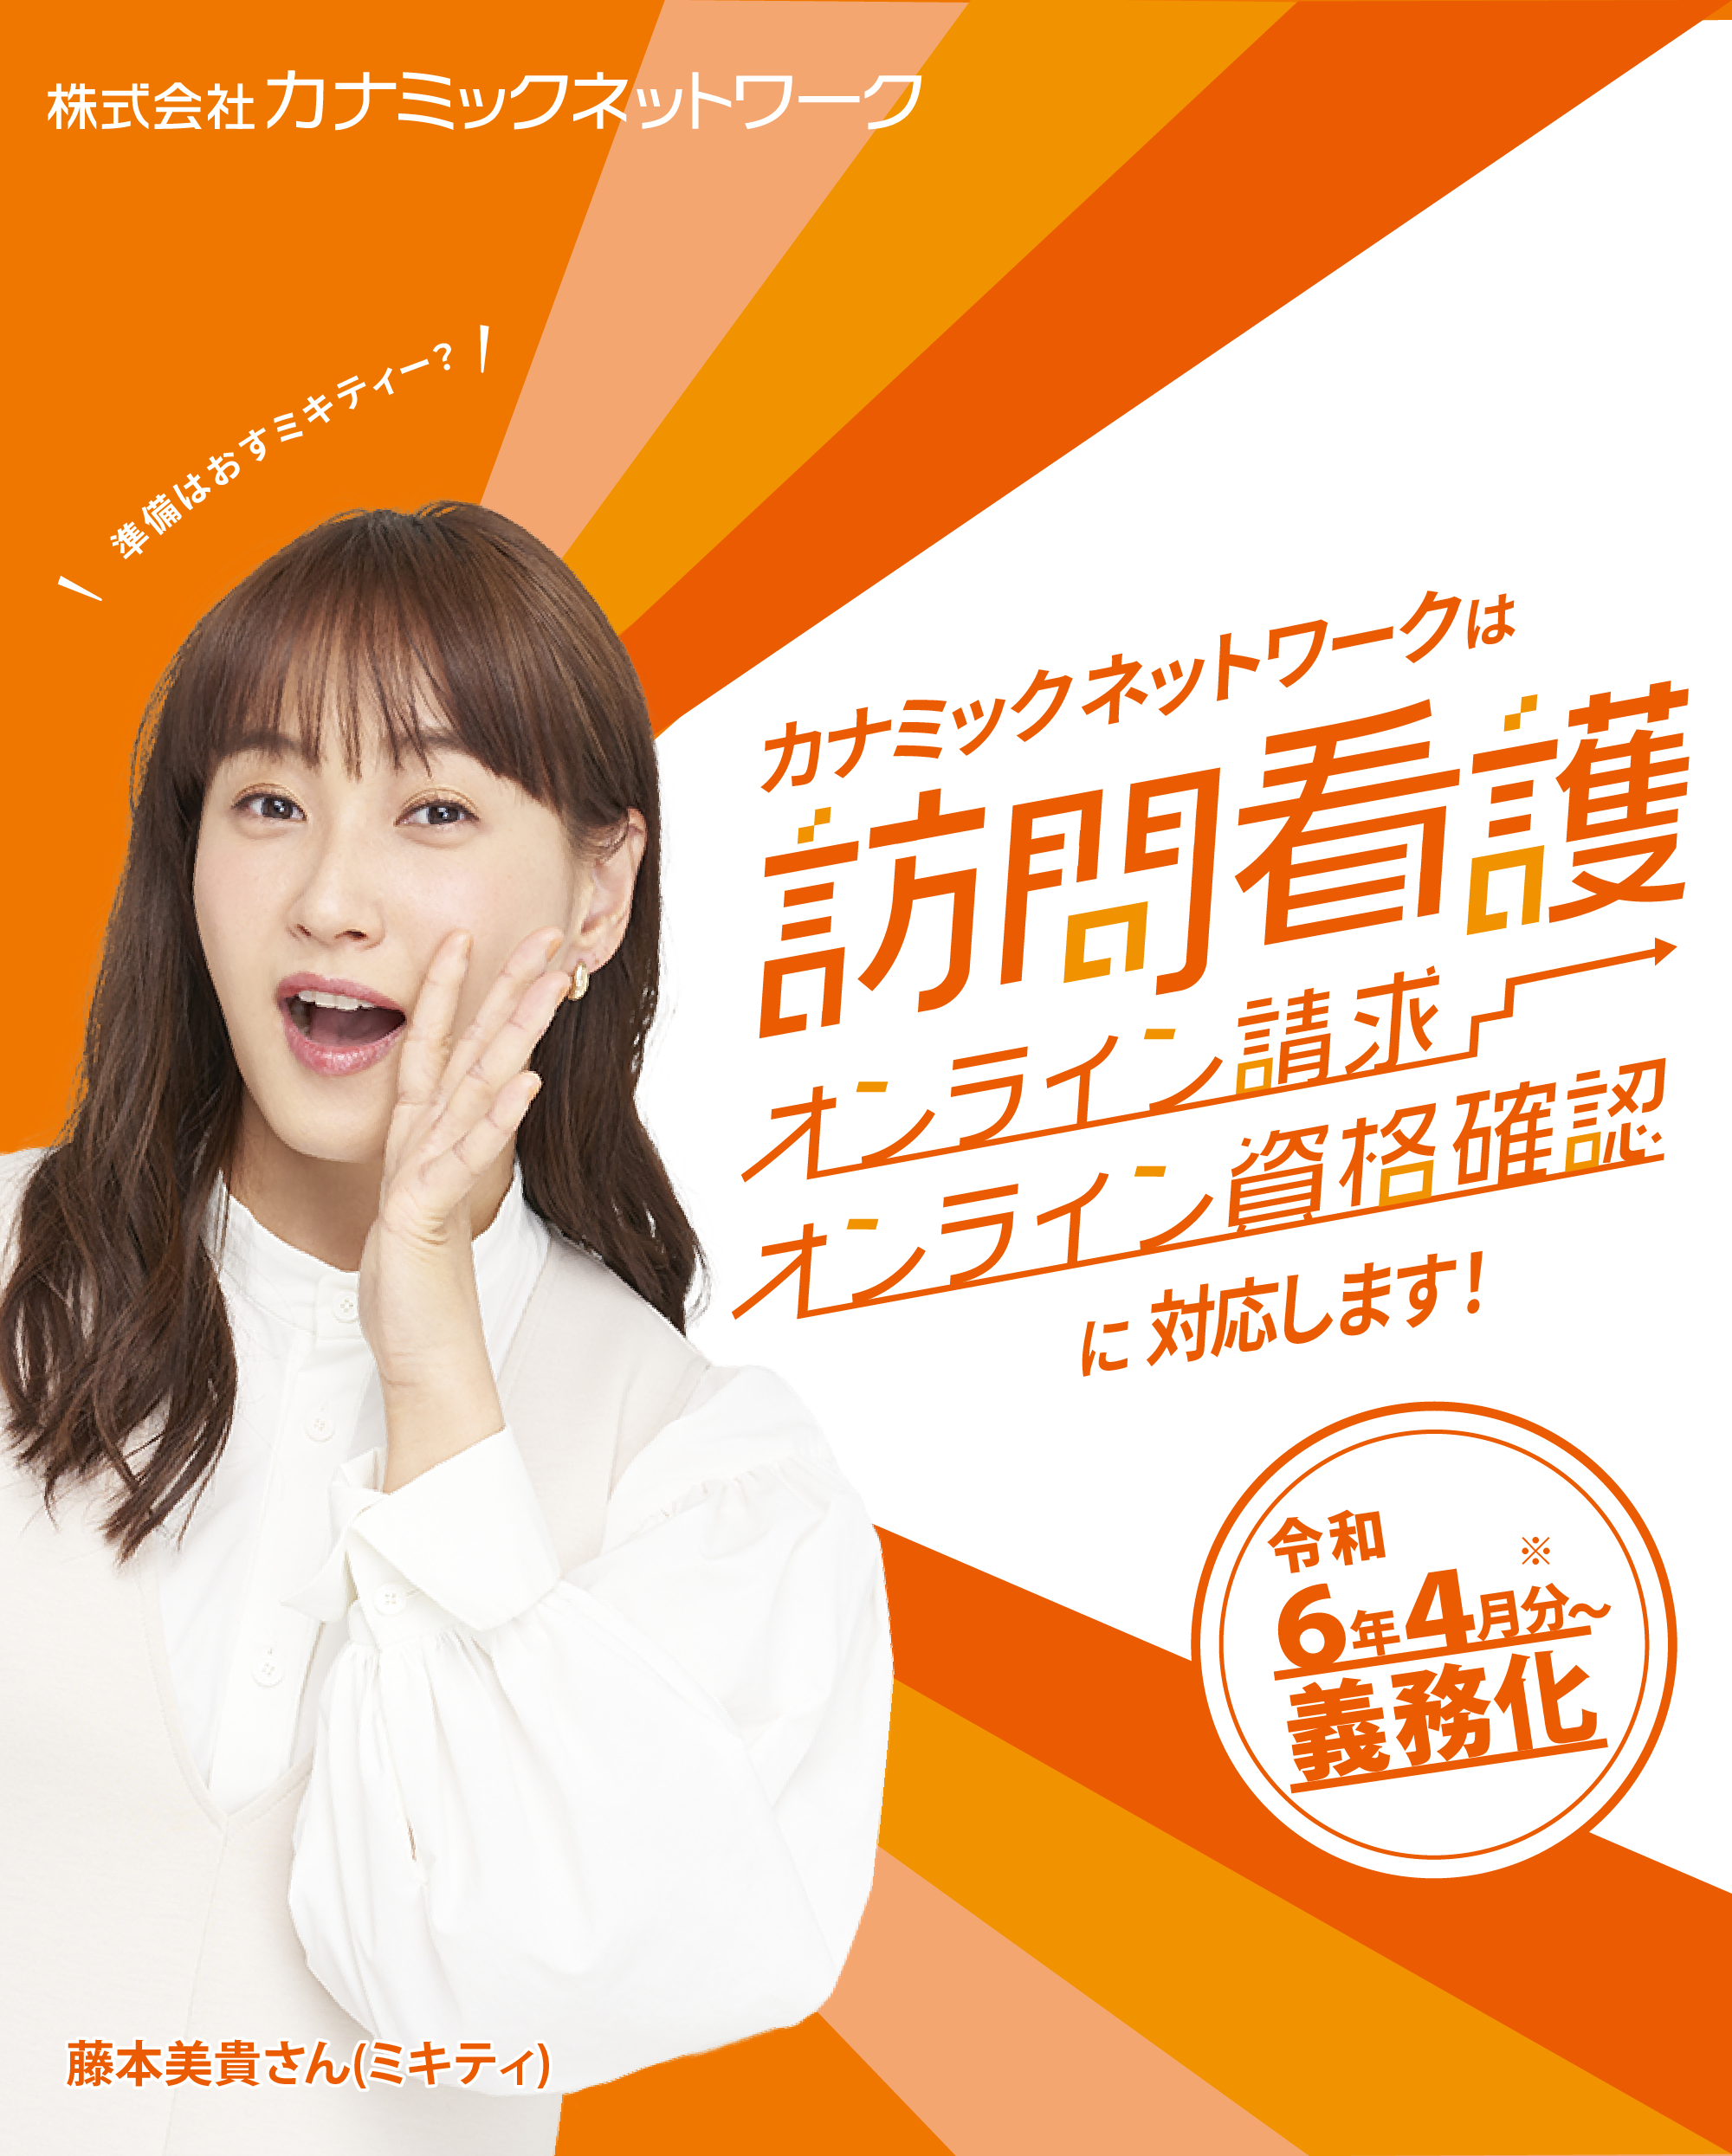 株式会社カナミックネットワーク
準備はおすミキティー?
カナミックネットワークは
訪問看護
オンライン請求
オンライン資格確認
に対応します!
令和
6年4月分~※
義務化
藤本美貴さん(ミキティ)